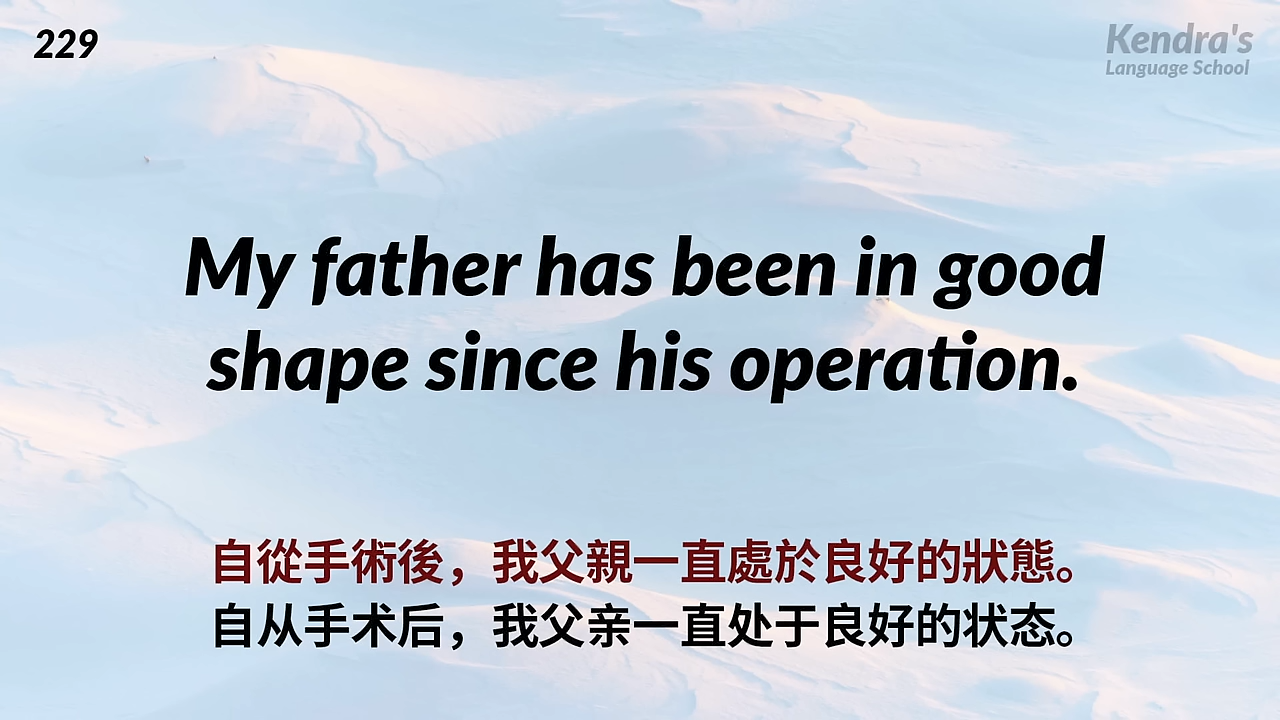 229
Kendra's
Language School
My father has been in good
shape since his operation.
自從手術後，我父親一直處於良好的狀態。
自从手术后，我父亲一直处于良好的状态。